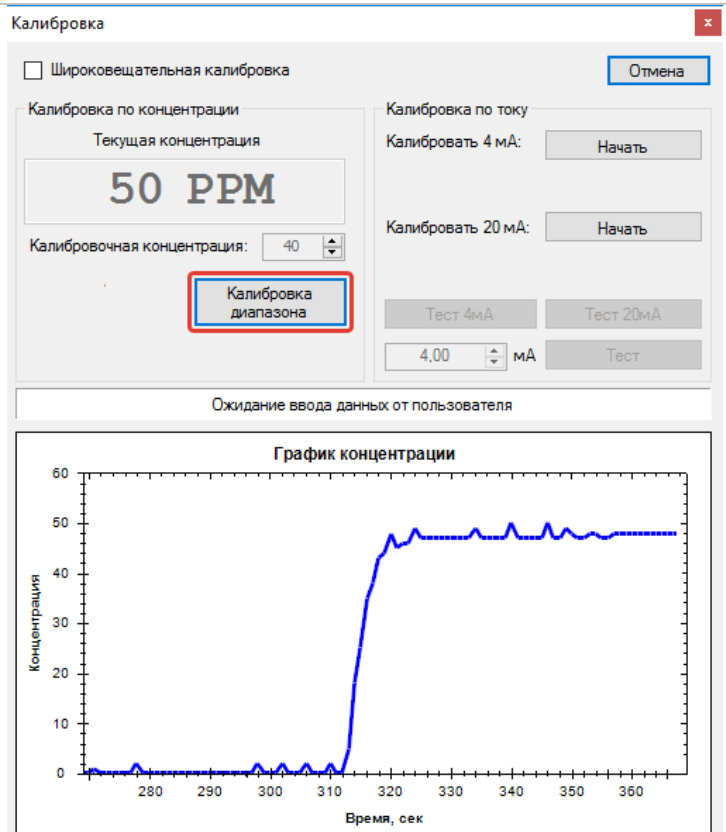 Калибровка
x
Широковещательная калибровка
Отмена
Калибровка по концентрации
Текущая концентрация
50 PPM
Калибровочная концентрация: 40
Калибровка
диапазона
Калибровка по току
Калибровать 4 мА: Начать
Калибровать 20 мА: Начать
Тест 4мА Тест 20мА
4,00 мА Тест
Ожидание ввода данных от пользователя
График концентрации
Концентрация
60
50
40
30
20
10
0
280 290 300 310 320 330 340 350 360
Время, сек